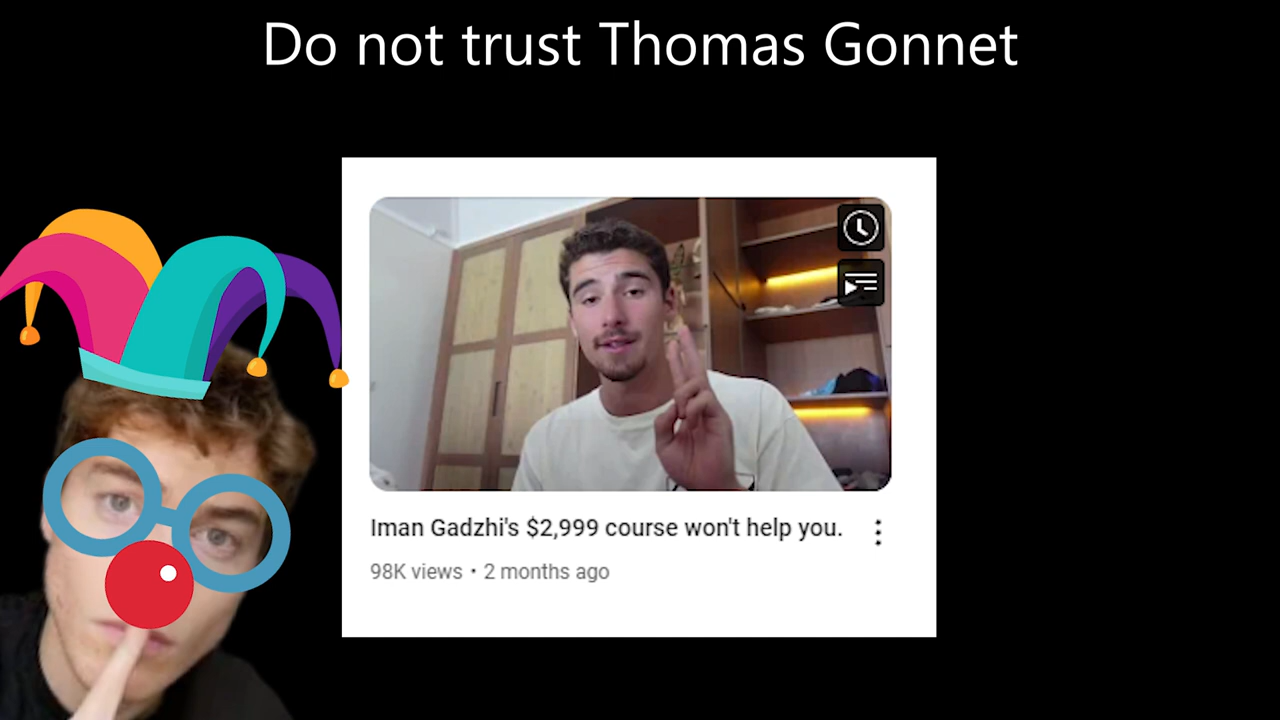 Do not trust Thomas Gonnet
Iman Gadzhi's $2,999 course won't help you.
98K views • 2 months ago